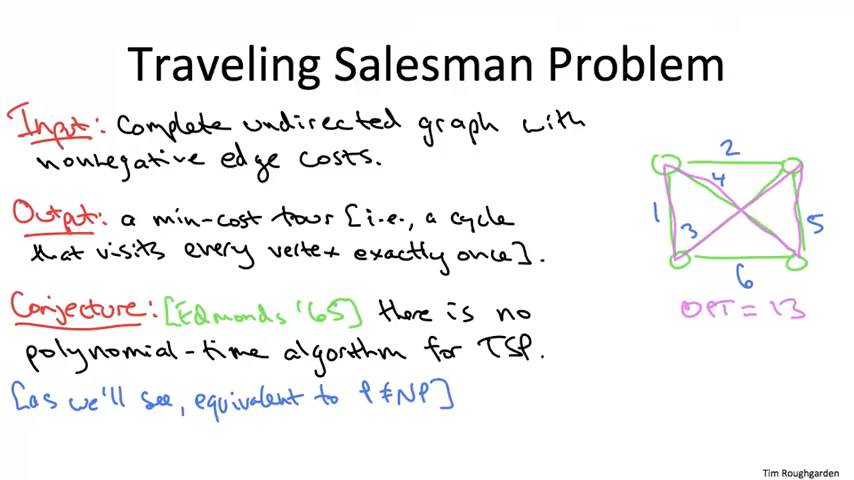 Traveling Salesman Problem
Input: Complete undirected graph with
nonnegative edge costs.
Output: a min-cost tour [i.e., a cycle
that visits every vertex exactly once].
Conjecture: [Edmonds '65] there is no
polynomial-time algorithm for TSP.
[as we'll see, equivalent to P≠NP]
2
4
1
3
5
6
OPT = 13
Tim Roughgarden